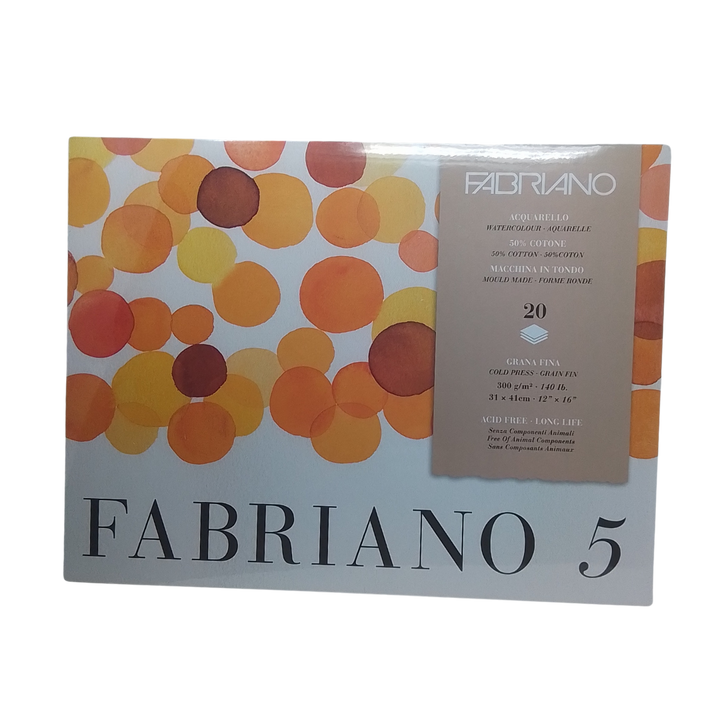 FABRIANO
ACQUARELLO
WATERCOLOUR - AQUARELLE
50% COTONE
50% COTTON - 50%COTON
MACCHINA IN TONDO
MOULD MADE - FORME RONDE
20
GRANA FINA
COLD PRESS - GRAIN FIN
300 g/m² - 140 lb.
31 × 41cm - 12” × 16”
ACID FREE - LONG LIFE
Senza Componenti Animali
Free Of Animal Components
Sans Composants Animaux
FABRIANO 5